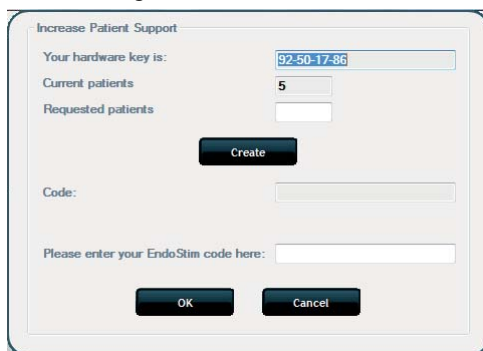 Increase Patient Support
Your hardware key is: 92-50-17-86
Current patients 5
Requested patients
Create
Code:
Please enter your EndoStim code here:
OK Cancel